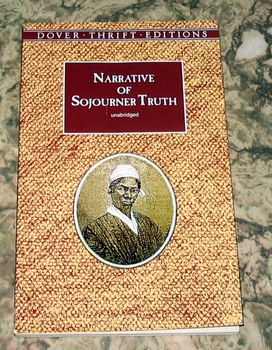 DOVER · THRIFT · EDITIONS
NARRATIVE
OF
SOJOURNER TRUTH
unabridged